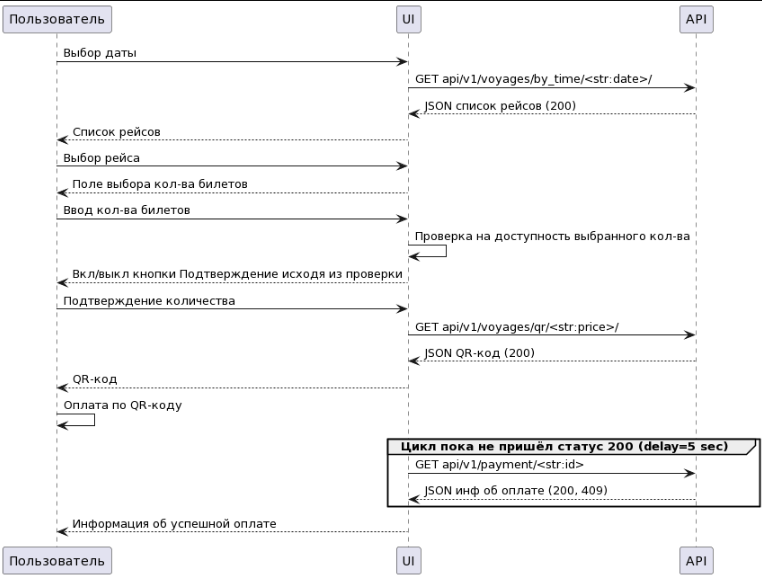 Пользователь UI API
Выбор даты
GET api/v1/voyages/by_time/<str:date>/
JSON список рейсов (200)
Список рейсов
Выбор рейса
Поле выбора кол-ва билетов
Ввод кол-ва билетов
Проверка на доступность выбранного кол-ва
Вкл/выкл кнопки Подтверждение исходя из проверки
Подтверждение количества
GET api/v1/voyages/qr/<str:price>/
JSON QR-код (200)
QR-код
Оплата по QR-коду
Цикл пока не пришёл статус 200 (delay=5 sec)
GET api/v1/payment/<str:id>
JSON инф об оплате (200, 409)
Информация об успешной оплате
Пользователь UI API